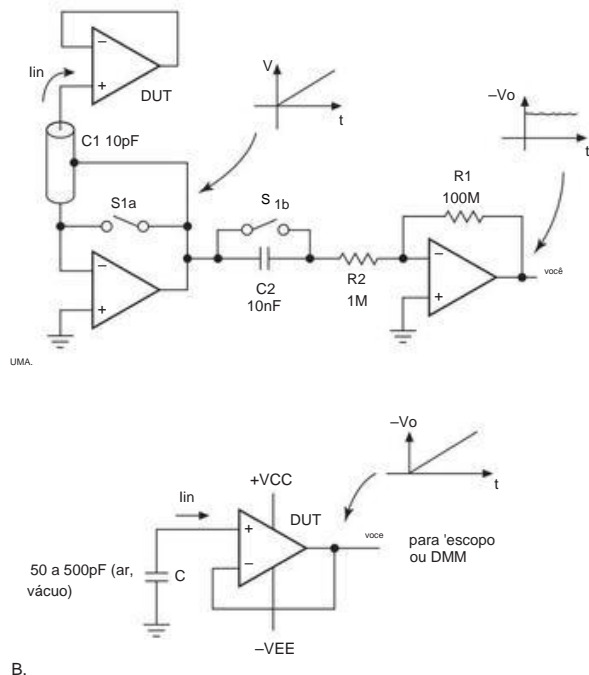 Iin
−
+
DUT
C1 10pF
S1a
−
+
V
t
S 1b
C2
10nF
R2
1M
R1
100M
−
+
−Vo
t
você
UMA.
−Vo
t
+VCC
Iin
DUT
+
−
voce
para 'escopo
ou DMM
50 a 500pF (ar,
vácuo)
C
−VEE
B.